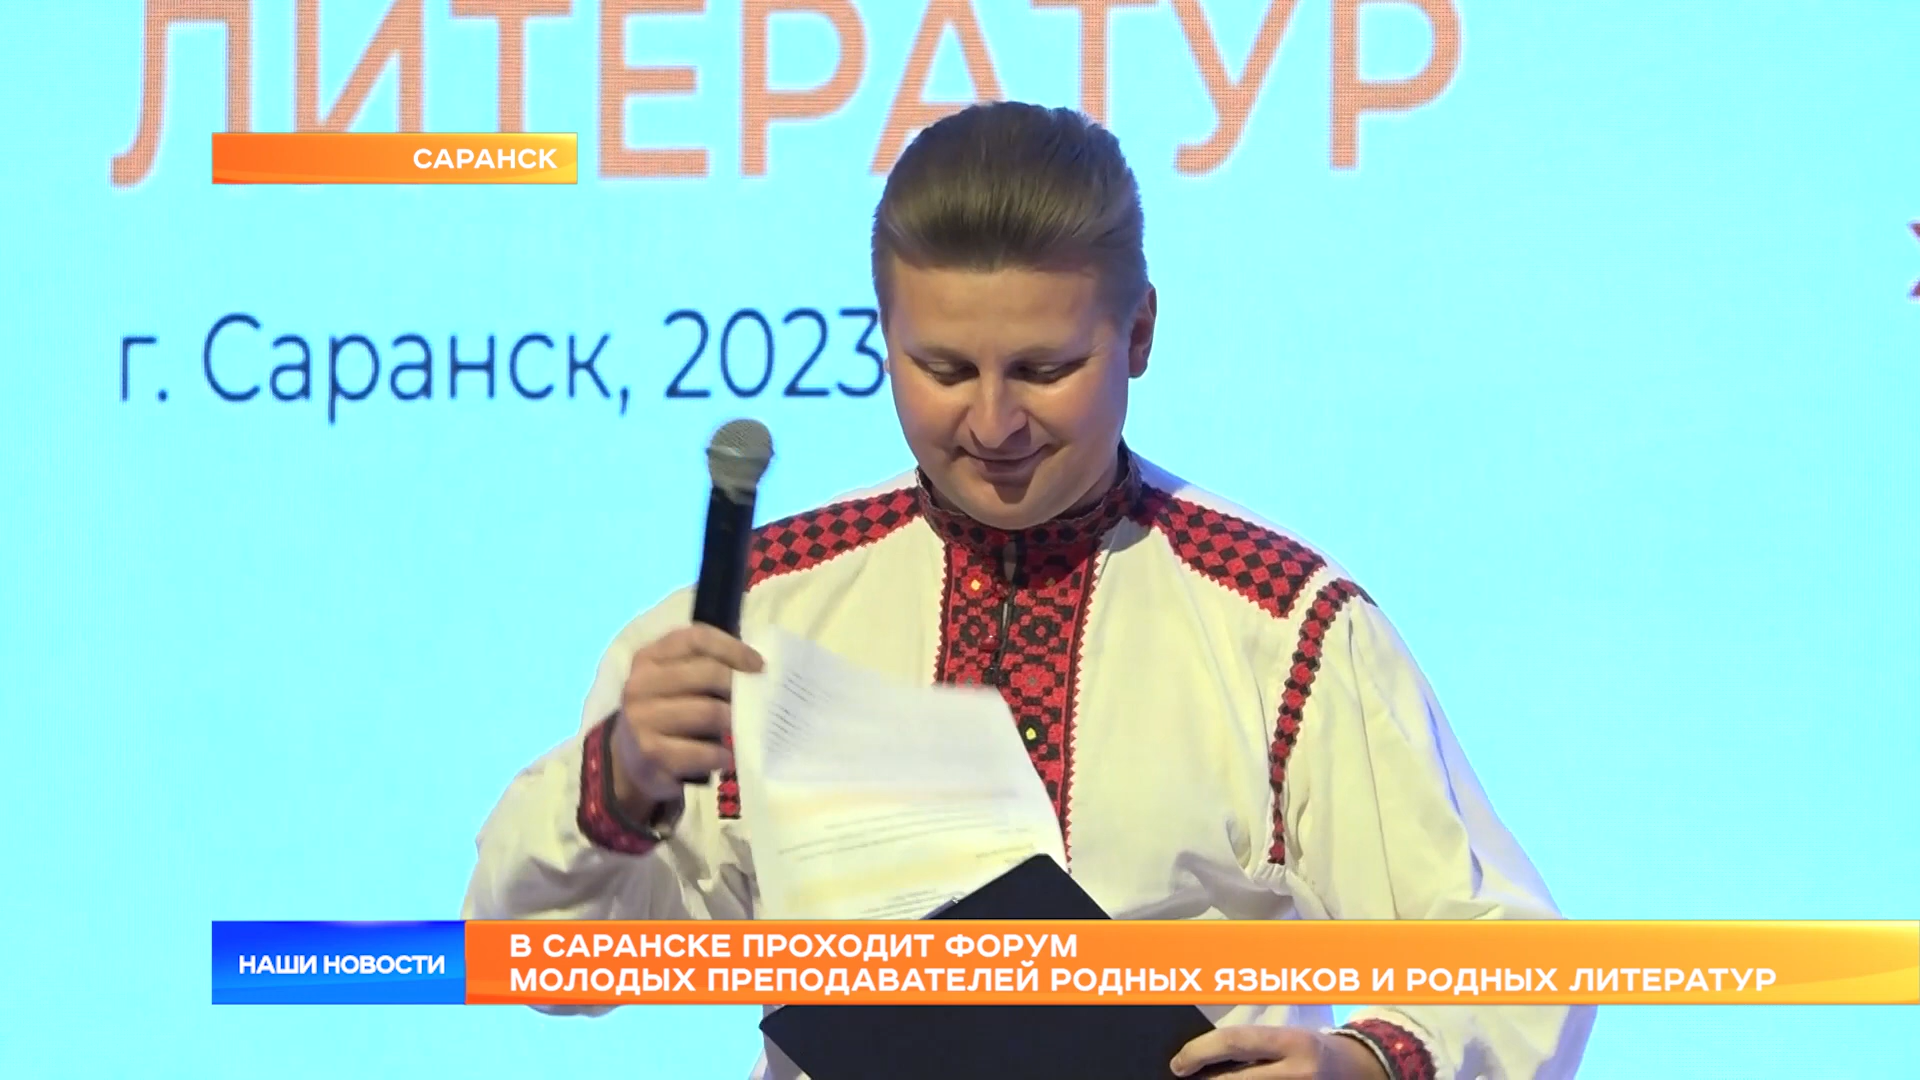 ЛИТЕРАТУР
САРАНСК
г. Саранск, 2023
НАШИ НОВОСТИ
В САРАНСКЕ ПРОХОДИТ ФОРУМ
МОЛОДЫХ ПРЕПОДАВАТЕЛЕЙ РОДНЫХ ЯЗЫКОВ И РОДНЫХ ЛИТЕРАТУР